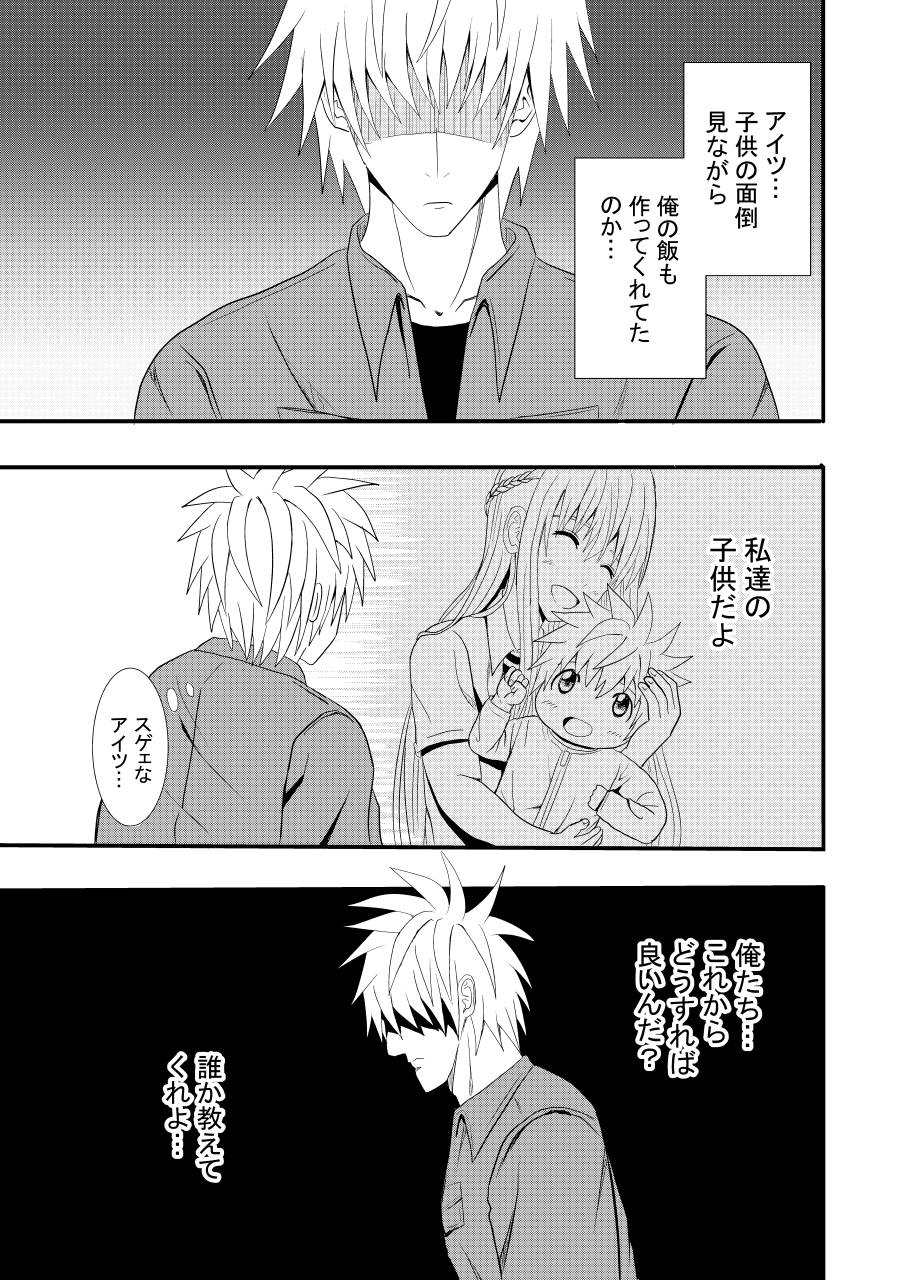 アイツ…
子供の面倒
見ながら
俺の飯も
作ってくれてた
のか…
私達の
子供だよ
スゲェな
アイツ…
俺たち…
これから
どうすれば
良いんだ?
誰か教えて
くれよ…